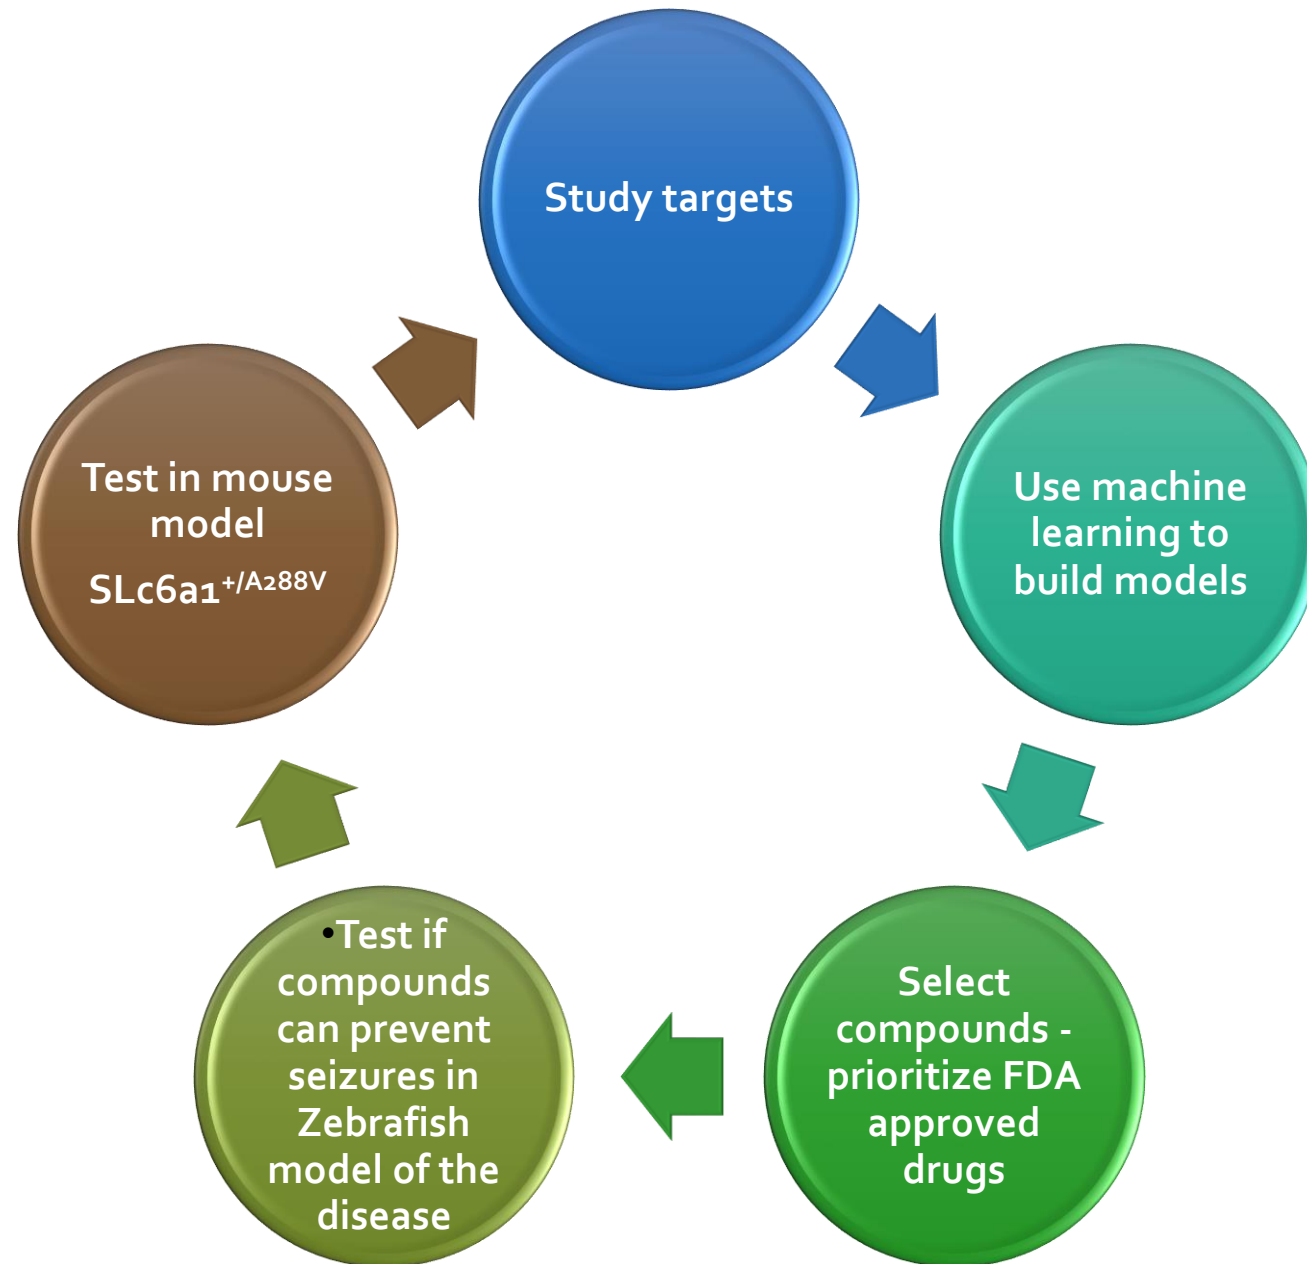 Study targets
Use machine
learning to
build models
Select
compounds -
prioritize FDA
approved
drugs
•Test if
compounds
can prevent
seizures in
Zebrafish
model of the
disease
Test in mouse
model
SLc6a1+/A288V